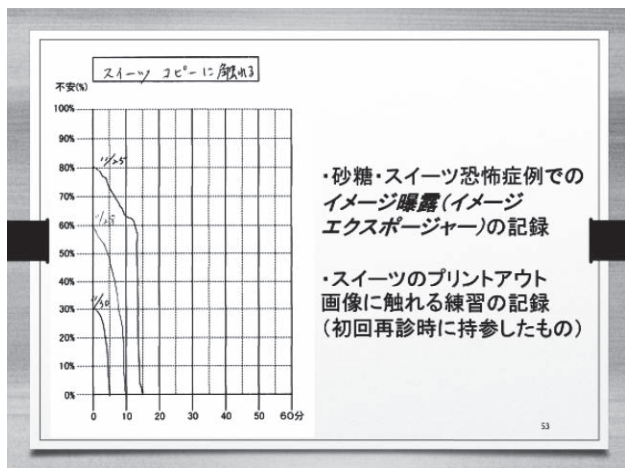 スイーツ コピーに触れる
不安(%)
100%
90%
80%
70%
60%
50%
40%
30%
20%
10%
0%
11/25
11/30
0 10 20 30 40 50 60分
・砂糖・スイーツ恐怖症例での
イメージ曝露(イメージ
エクスポージャー)の記録
・スイーツのプリントアウト
画像に触れる練習の記録
(初回再診時に持参したもの)
53